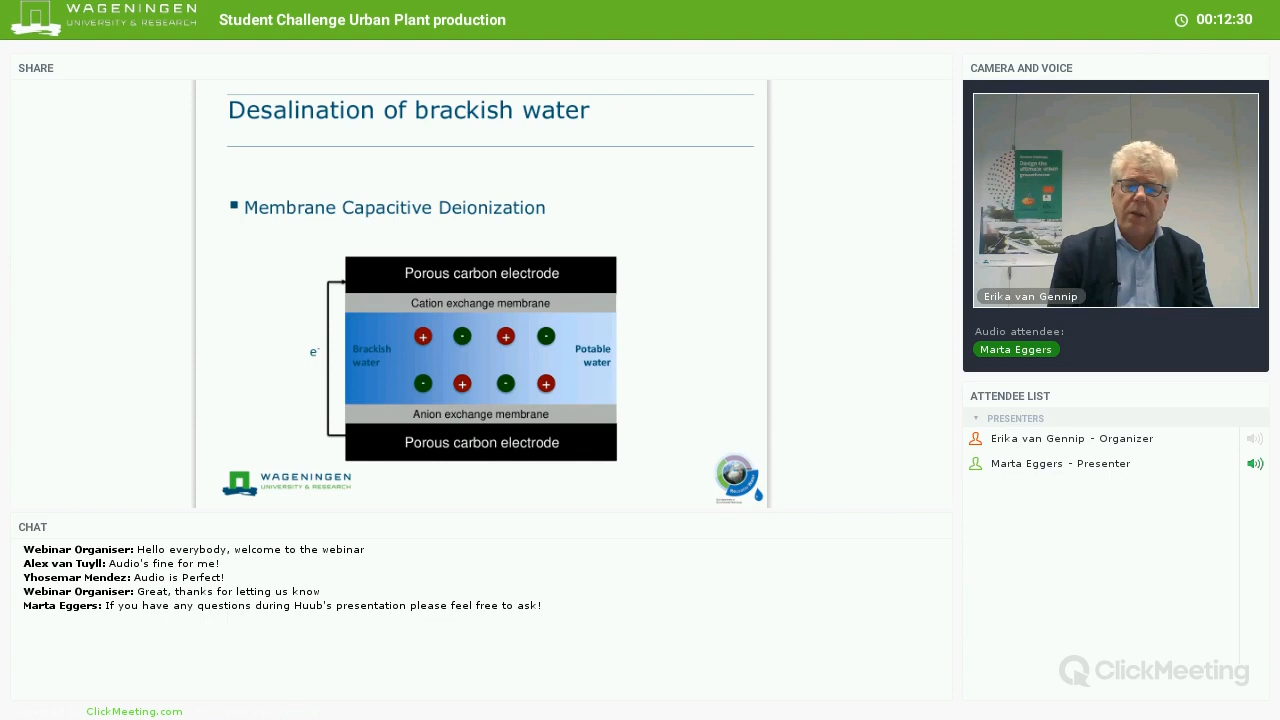 WAGENINGEN
UNIVERSITY & RESEARCH
Student Challenge Urban Plant production
00:12:30
SHARE
Desalination of brackish water
Membrane Capacitive Deionization
Porous carbon electrode
Cation exchange membrane
+ - + -
e-
Brackish
water
Potable
water
- + - +
Anion exchange membrane
Porous carbon electrode
WAGENINGEN
UNIVERSITY & RESEARCH
CAMERA AND VOICE
Design the
ultimate urban
greenhouse
Erika van Gennip
Audio attendee:
Marta Eggers
ATTENDEE LIST
PRESENTERS
Erika van Gennip - Organizer
Marta Eggers - Presenter
CHAT
Webinar Organiser: Hello everybody, welcome to the webinar
Alex van Tuyll: Audio's fine for me!
Yhosemar Mendez: Audio is Perfect!
Webinar Organiser: Great, thanks for letting us know
Marta Eggers: If you have any questions during Huub's presentation please feel free to ask!
ClickMeeting
ClickMeeting.com